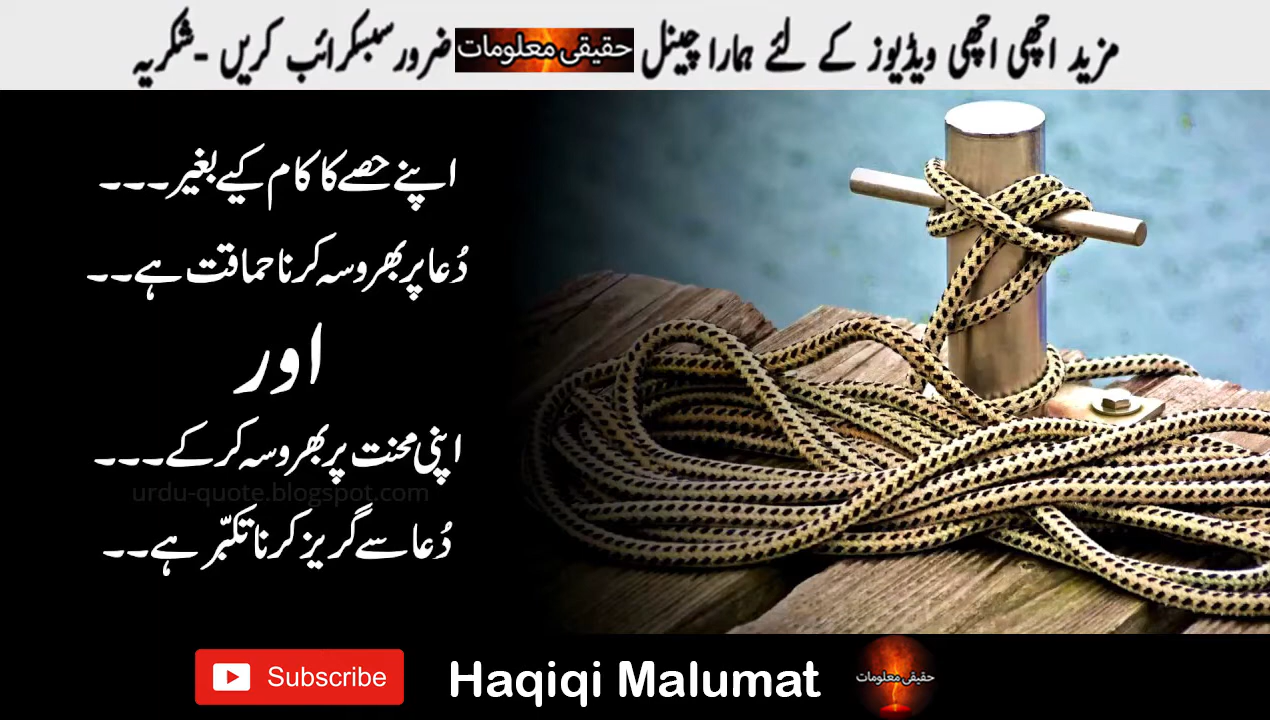 مزید اچھی اچھی ویڈیوز کے لئے ہمارا چینل حقیقی معلومات ضرور سبسکرائب کریں -شکریہ
اپنے حصے کا کام کیے بغیر ۔۔۔
دُعا پر بھروسہ کرنا حماقت ہے ۔۔
اور
اپنی محنت پر بھروسہ کر کے ۔۔۔
urdu-quote.blogspot.com
دُعا سے گریز کرنا تکبّر ہے ۔۔
Subscribe Haqiqi Malumat حقیقی معلومات